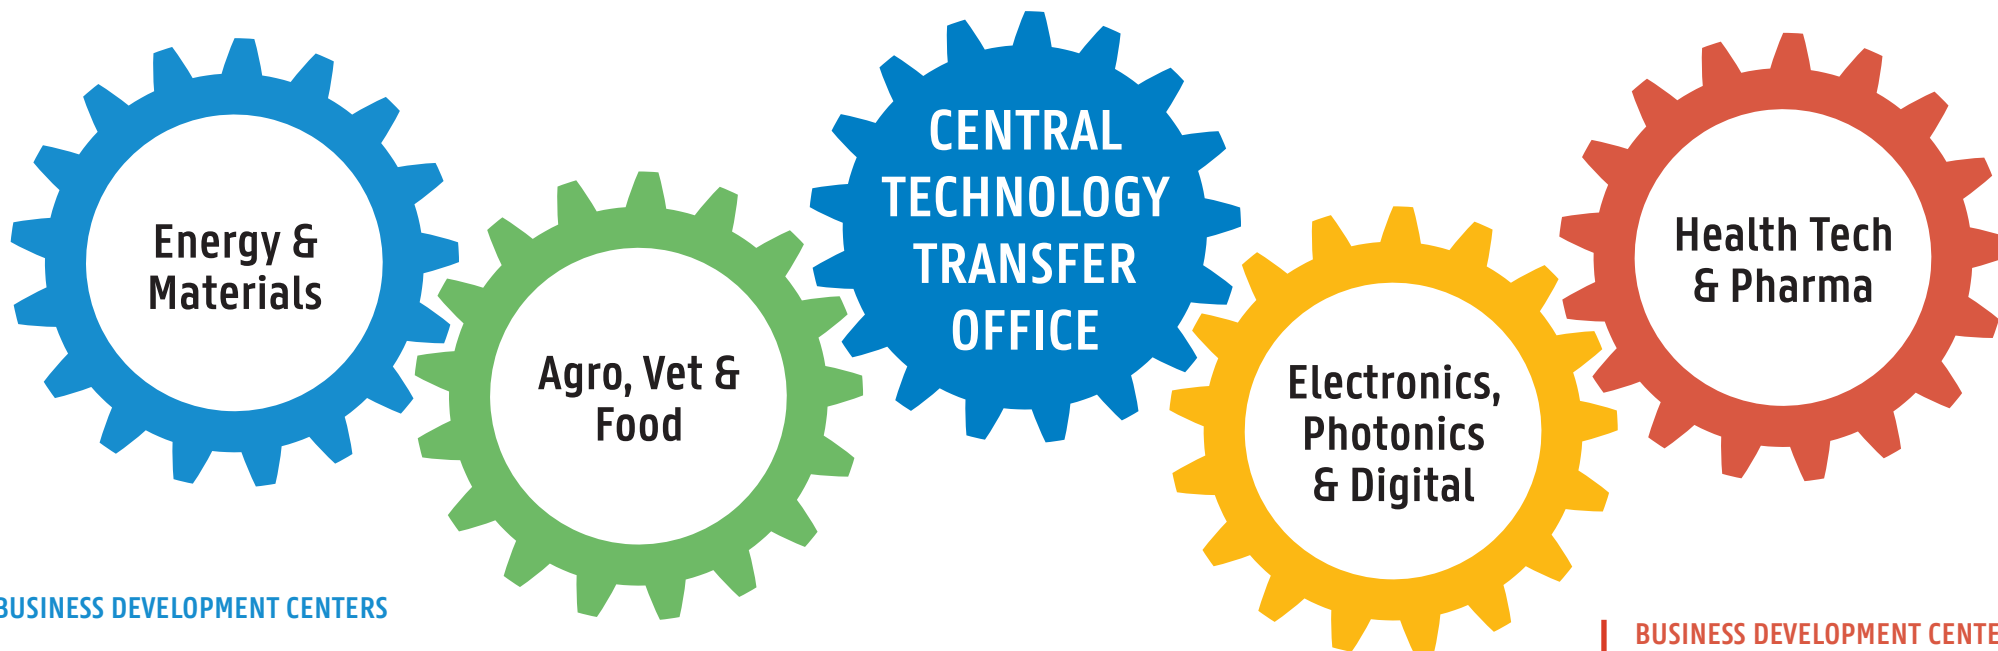 Energy &
Materials
Agro, Vet &
Food
CENTRAL
TECHNOLOGY
TRANSFER
OFFICE
Electronics,
Photonics
& Digital
Health Tech
& Pharma
BUSINESS DEVELOPMENT CENTERS
BUSINESS DEVELOPMENT CENTE